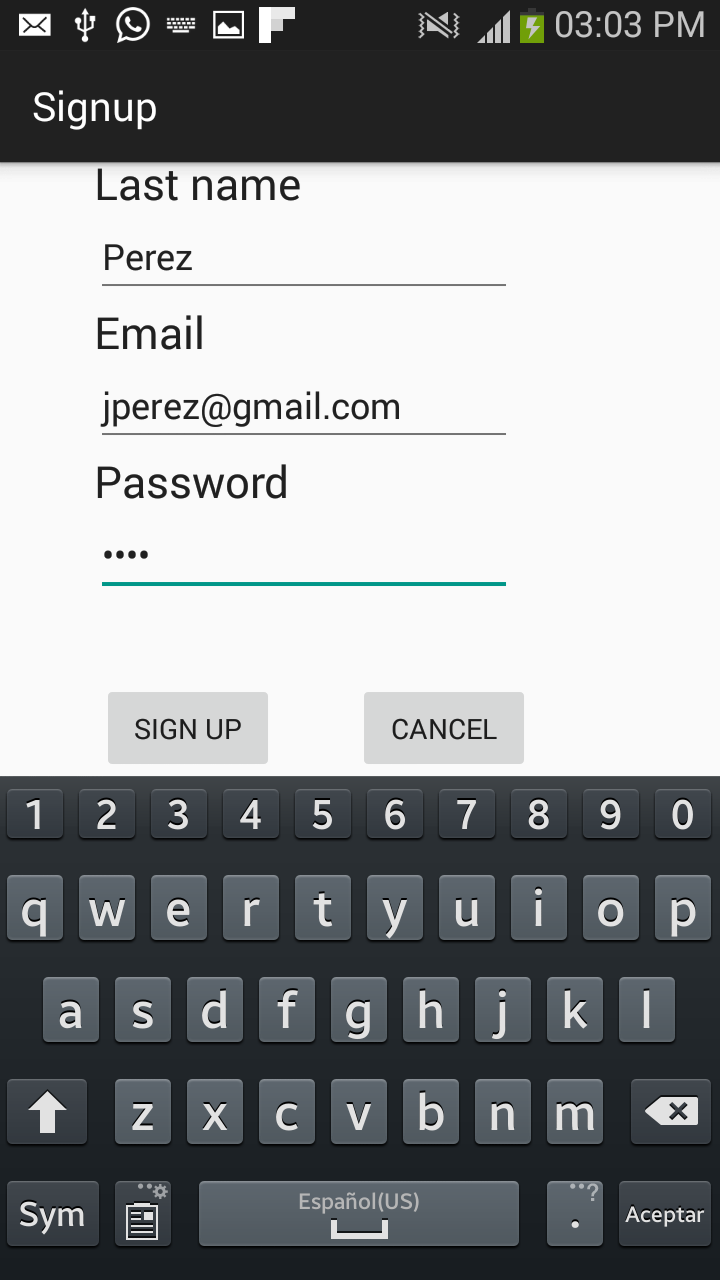 03:03 PM
Signup
Last name
Perez
Email
jperez@gmail.com
Password
••••
SIGN UP CANCEL
1 2 3 4 5 6 7 8 9 0
q w e r t y u i o p
a s d f g h j k l
z x c v b n m
Sym Español(US) . ? Aceptar